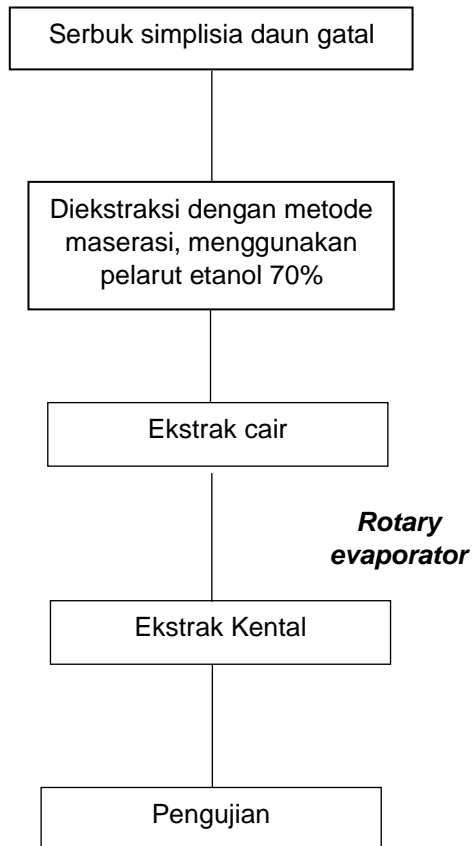 Serbuk simplisia daun gatal
Diekstraksi dengan metode
maserasi, menggunakan
pelarut etanol 70%
Ekstrak cair
Rotary
evaporator
Ekstrak Kental
Pengujian